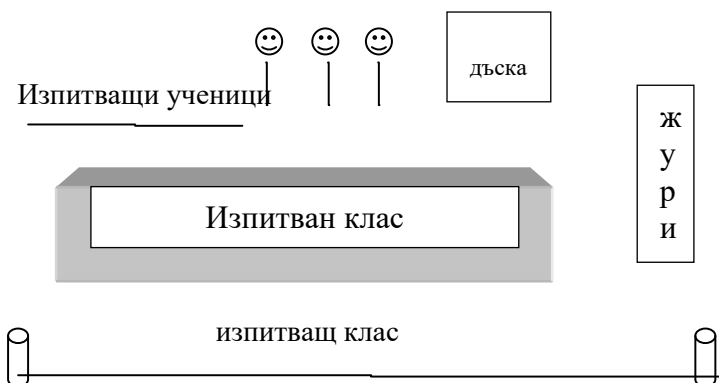 дъска
Изпитващи ученици
ж
у
р
и
Изпитван клас
изпитващ клас